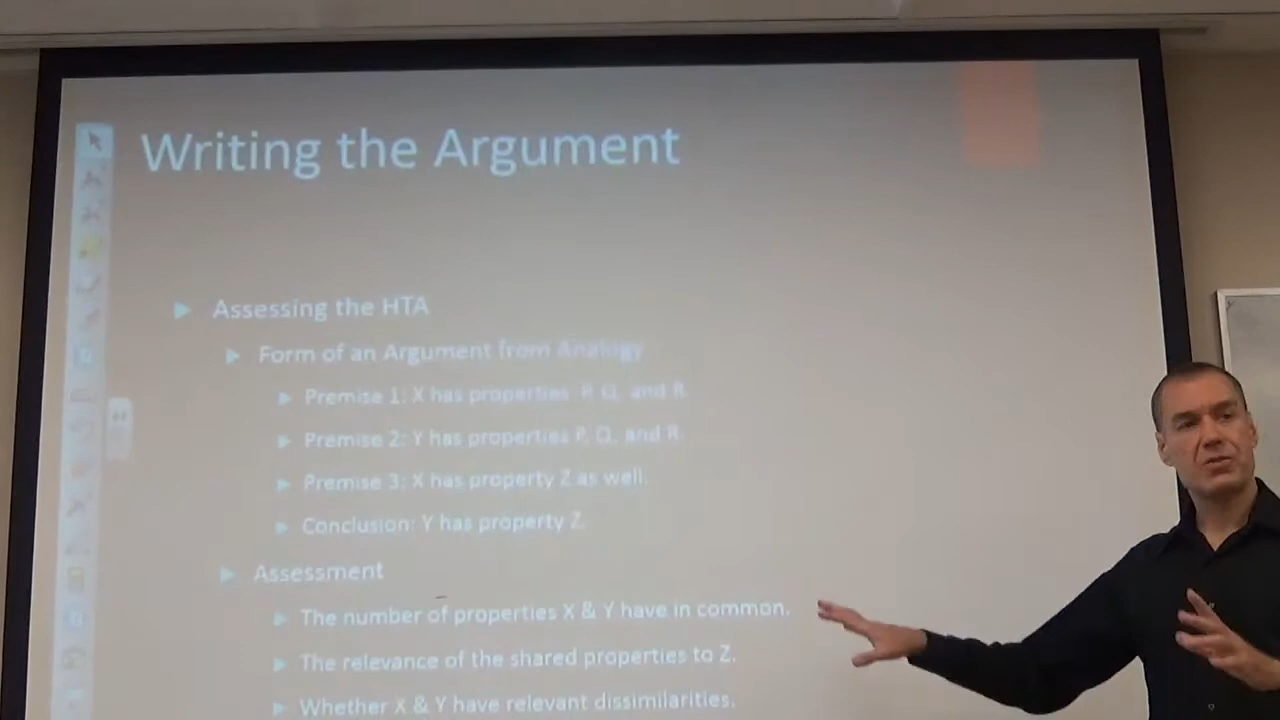 Writing the Argument
Assessing the HTA
Form of an Argument from Analogy
Premise 1: X has properties P, Q, and R.
Premise 2: Y has properties P, Q, and R.
Premise 3: X has property Z as well.
Conclusion: Y has property Z.
Assessment
The number of properties X & Y have in common.
The relevance of the shared properties to Z.
Whether X & Y have relevant dissimilarities.